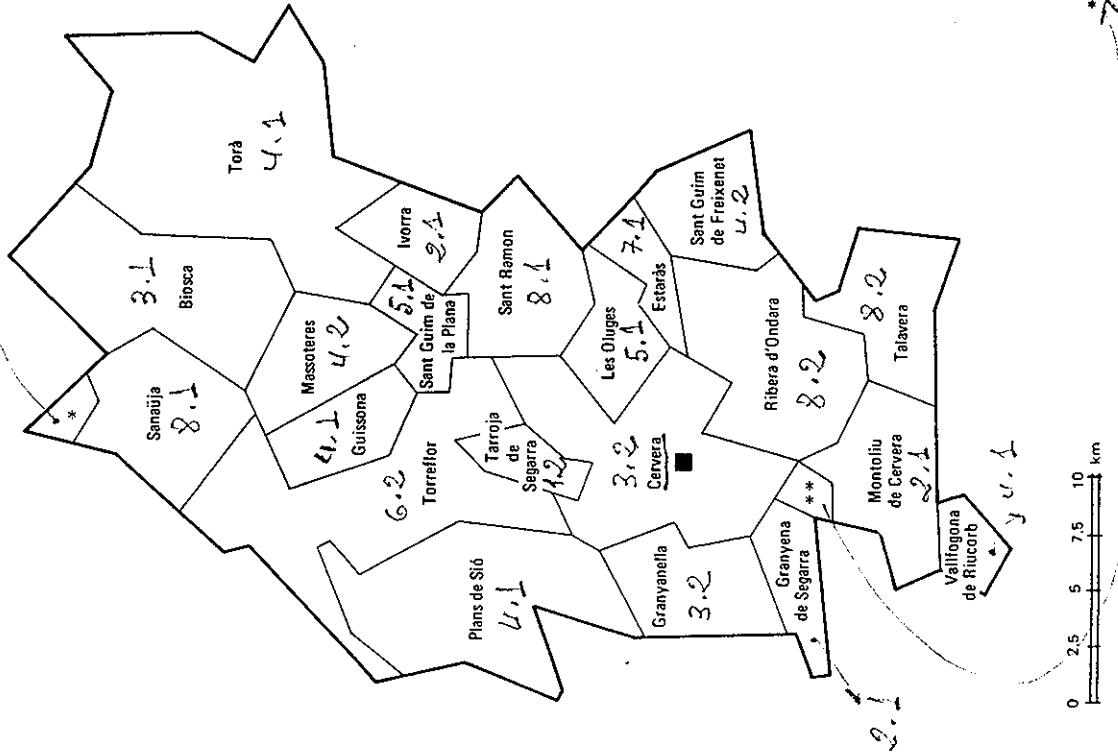 *
7
Torà
4.1
3.1
Biosca
*
Sanaüja
8.1
Massoteres
4.2
4.1
Guissona
5.1
Sant Guim de
la Plana
Ivorra
2.1
Sant Ramon
8.1
6.2
Torreflor
Tarroja
de
Segarra
1.2
Les Oluges
5.1
7.1
Estaràs
Sant Guim
de Freixenet
4.2
Plans de Sió
4.1
3.2
Cervera
Ribera d'Ondara
8.2
8.2
Talavera
Granyanella
3.2
Granyena
de Segarra
**
Montoliu
de Cervera
2.1
Vallfogona
de Riucorb
y 4.1
2.1
0 2.5 5 7.5 10 km